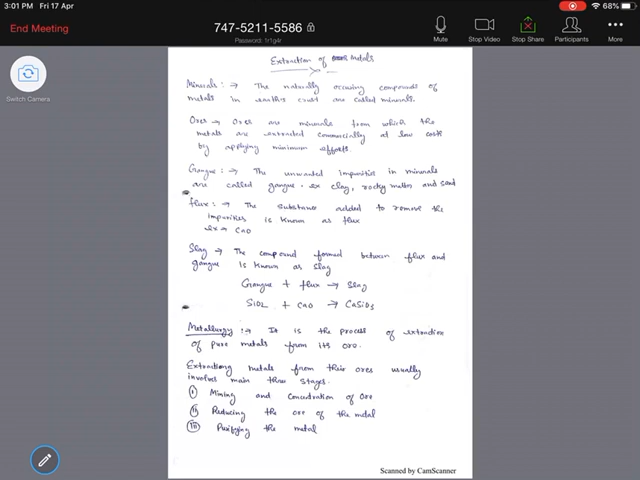 3:01 PM Fri 17 Apr
68%
End Meeting
747-5211-5586
Password: 1r1g4r
Mute
Stop Video
Stop Share
Participants
More
Switch Camera
Extraction of metals
Minerals :→ The naturally occuring compounds of
metals in earth's crust are called minerals.
Ores → Ores are minerals from which the
metals are extracted commercially at low costs
by applying minimum efforts.
Gangue :→ The unwanted impurities in minerals
are called gangue. ex clay, rocky matter and sand
flux :→ The substance added to remove the
impurities is known as flux
ex → CaO
Slag → The compound formed between flux and
gangue is known as slag
Gangue + flux → Slag
SiO2 + CaO → CaSiO3
Metallurgy :→ It is the process of extraction
of pure metals from its ore.
Extractiong metals from their ores usually
involves main three stages.
(i) Mining and Concentration of Ore
(ii) Reducing the ore of the metal
(iii) Purifying the metal
Scanned by CamScanner